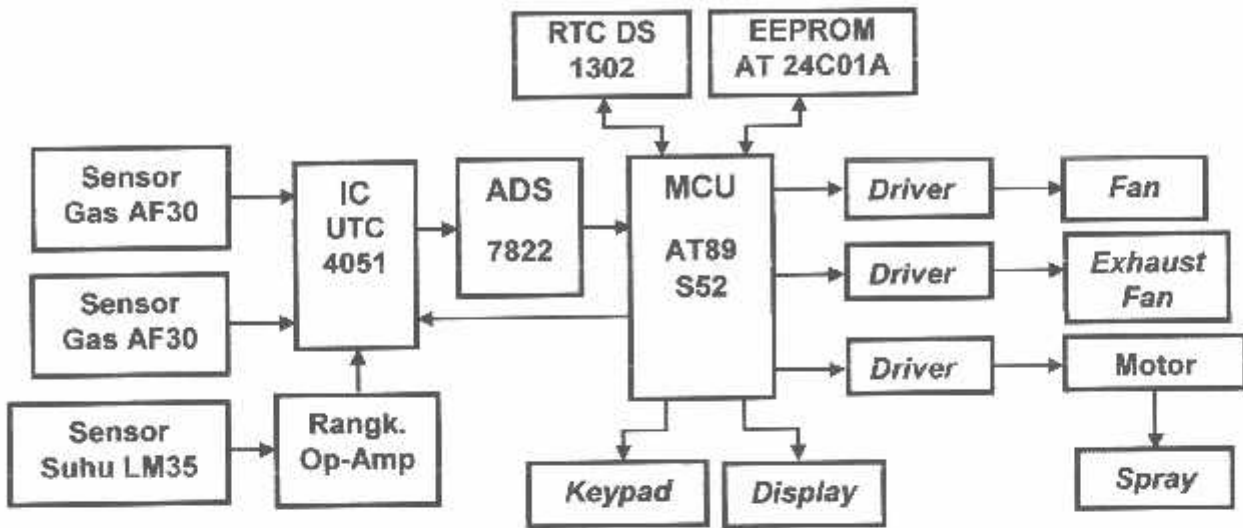 RTC DS
1302
EEPROM
AT 24C01A
Sensor
Gas AF30
IC
UTC
4051
ADS
7822
MCU
AT89
S52
Driver
Fan
Sensor
Gas AF30
Driver
Exhaust
Fan
Driver
Motor
Sensor
Suhu LM35
Rangk.
Op-Amp
Keypad
Display
Spray